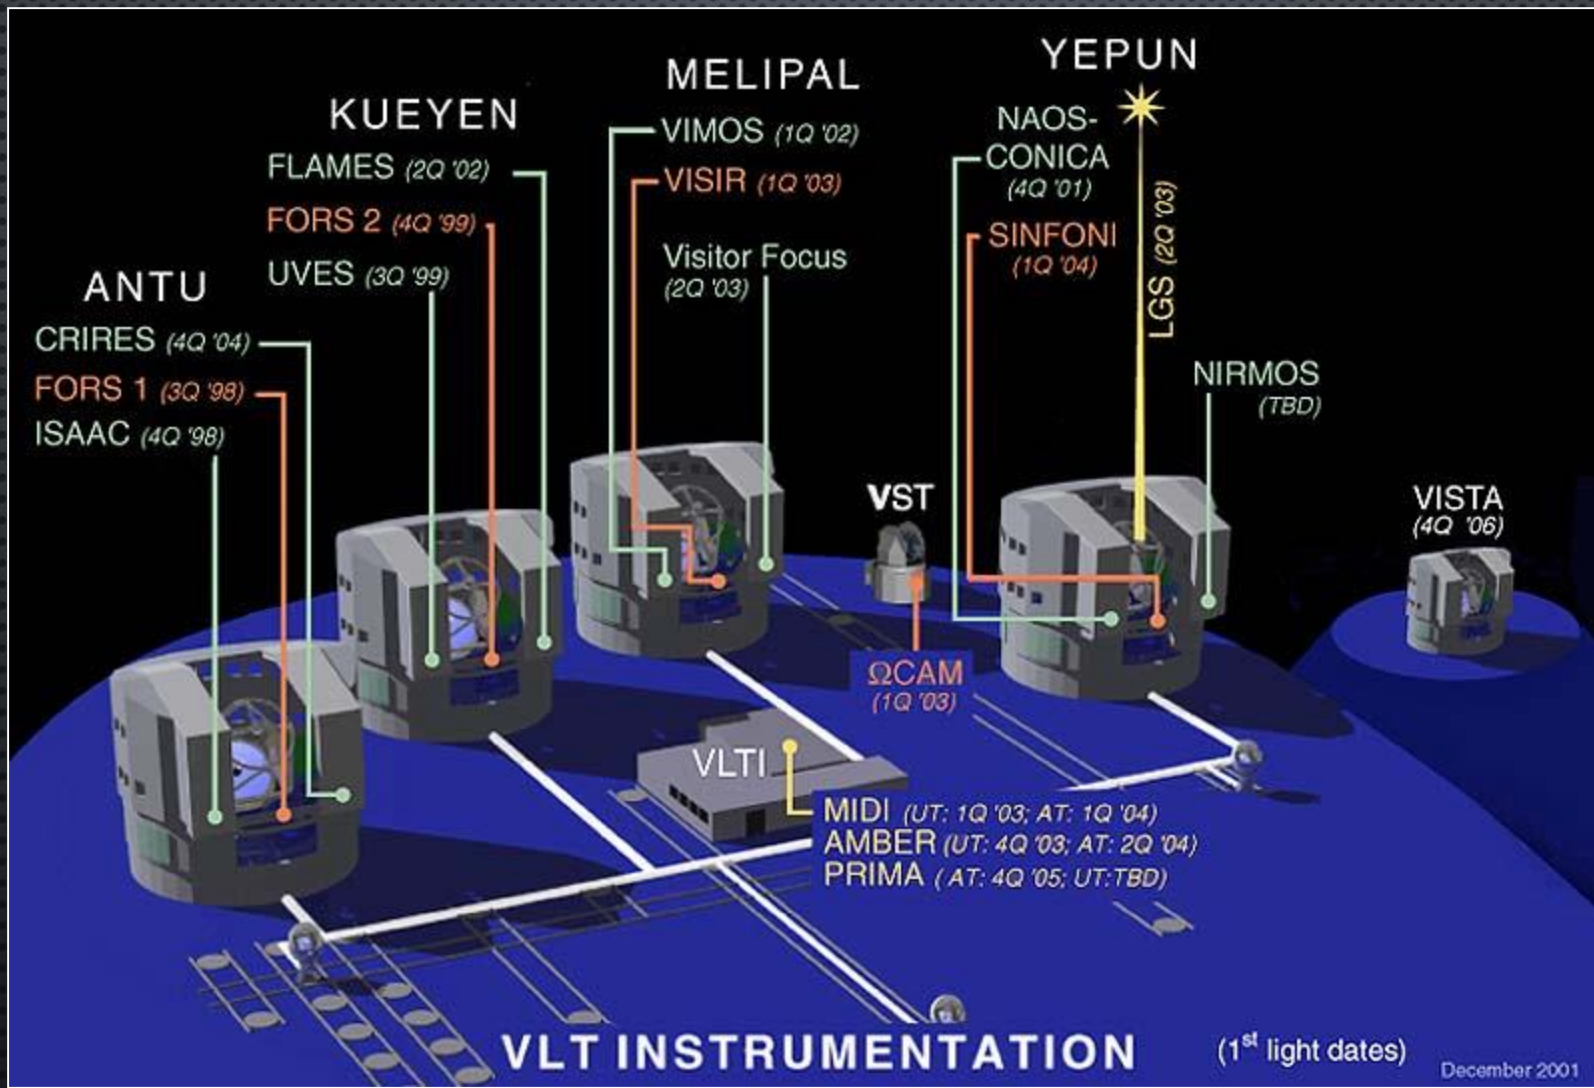 YEPUN
MELIPAL
KUEYEN
ANTU
NAOS-
CONICA
(4Q '01)
SINFONI
(1Q '04)
LGS (2Q '03)
NIRMOS
(TBD)
VIMOS (1Q '02)
VISIR (1Q '03)
Visitor Focus
(2Q '03)
FLAMES (2Q '02)
FORS 2 (4Q '99)
UVES (3Q '99)
CRIRES (4Q '04)
FORS 1 (3Q '98)
ISAAC (4Q '98)
VST
VISTA
(4Q '06)
ΩCAM
(1Q '03)
VLTI
MIDI (UT: 1Q '03; AT: 1Q '04)
AMBER (UT: 4Q '03; AT: 2Q '04)
PRIMA ( AT: 4Q '05; UT:TBD)
VLT INSTRUMENTATION
(1st light dates)
December 2001